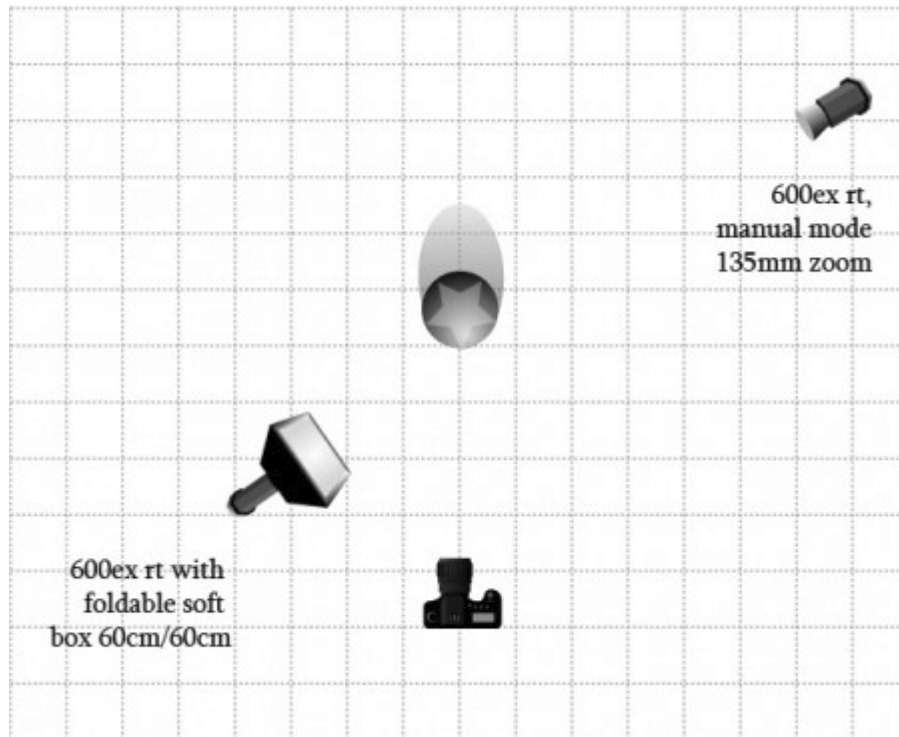 600ex rt,
manual mode
135mm zoom
600ex rt with
foldable soft
box 60cm/60cm